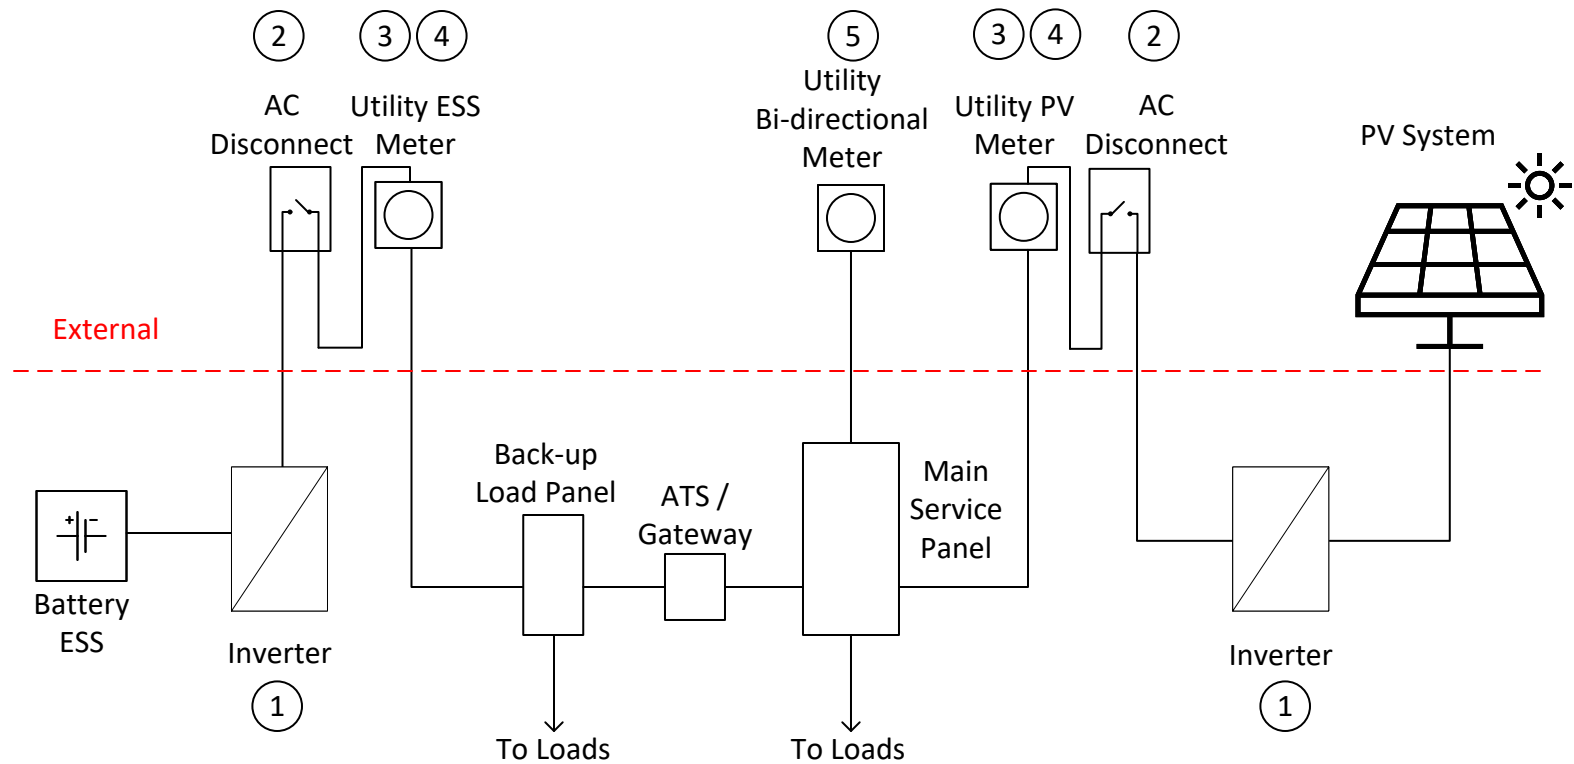 2
3
4
5
3
4
2
AC
Disconnect
Utility ESS
Meter
Utility
Bi-directional
Meter
Utility PV
Meter
AC
Disconnect
PV System
External
Back-up
Load Panel
ATS /
Gateway
Main
Service
Panel
+ -
Battery
ESS
Inverter
1
Inverter
1
To Loads
To Loads